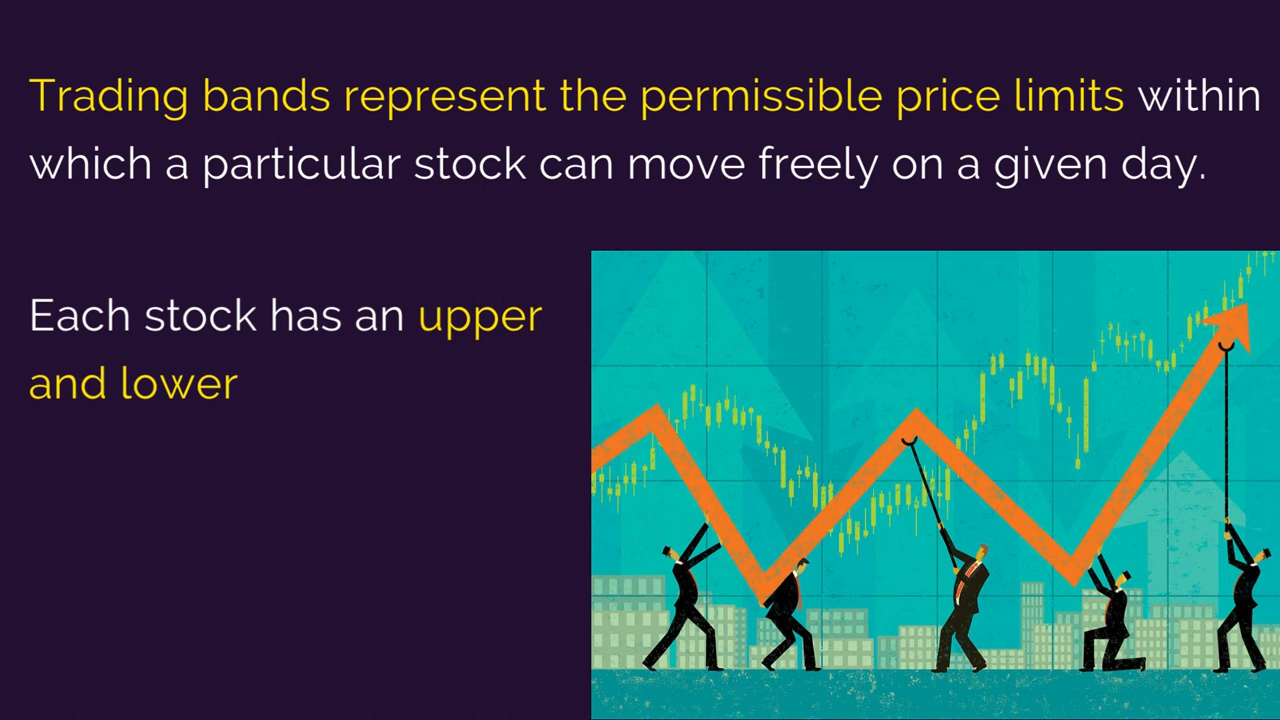 Trading bands represent the permissible price limits within
which a particular stock can move freely on a given day.
Each stock has an upper
and lower